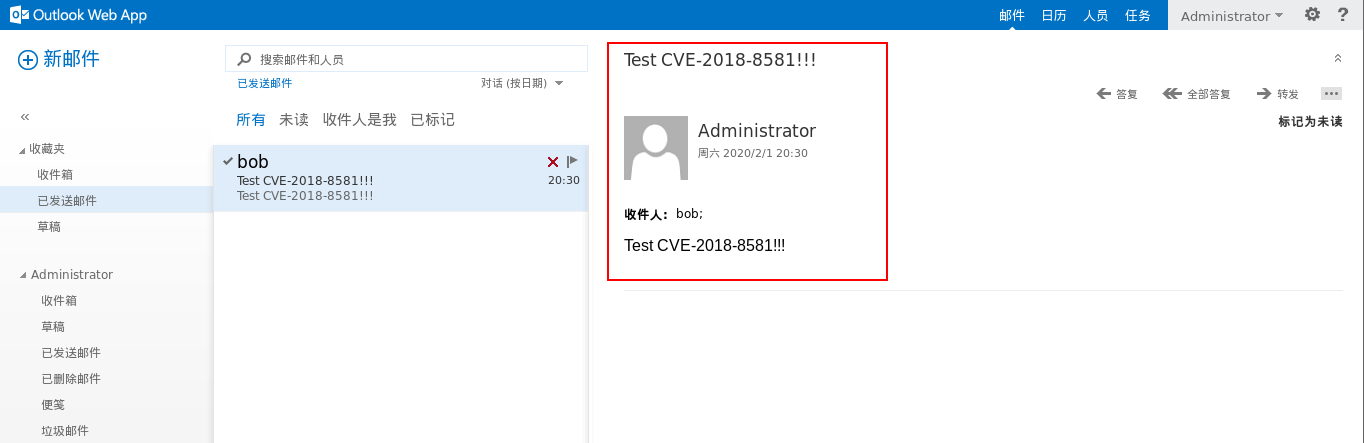 Outlook Web App
邮件 日历 人员 任务 Administrator ?
新邮件
搜索邮件和人员
已发送邮件 对话 (按日期)
所有 未读 收件人是我 已标记
«
收藏夹
收件箱
已发送邮件
草稿
Administrator
收件箱
草稿
已发送邮件
已删除邮件
便笺
垃圾邮件
bob
Test CVE-2018-8581!!! 20:30
Test CVE-2018-8581!!!
Test CVE-2018-8581!!!
答复 全部答复 转发 •••
标记为未读
Administrator
周六 2020/2/1 20:30
收件人: bob;
Test CVE-2018-8581!!!